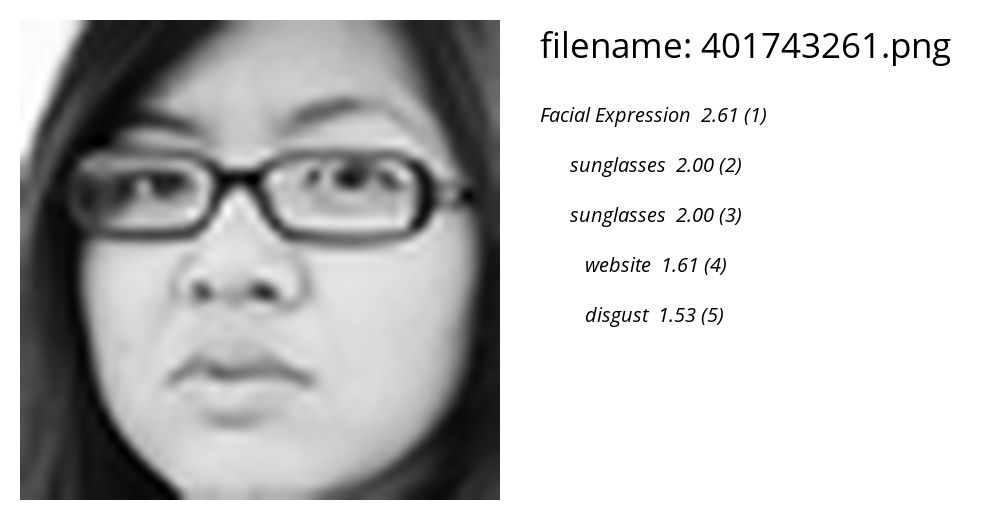 filename: 401743261.png
Facial Expression 2.61 (1)
sunglasses 2.00 (2)
sunglasses 2.00 (3)
website 1.61 (4)
disgust 1.53 (5)